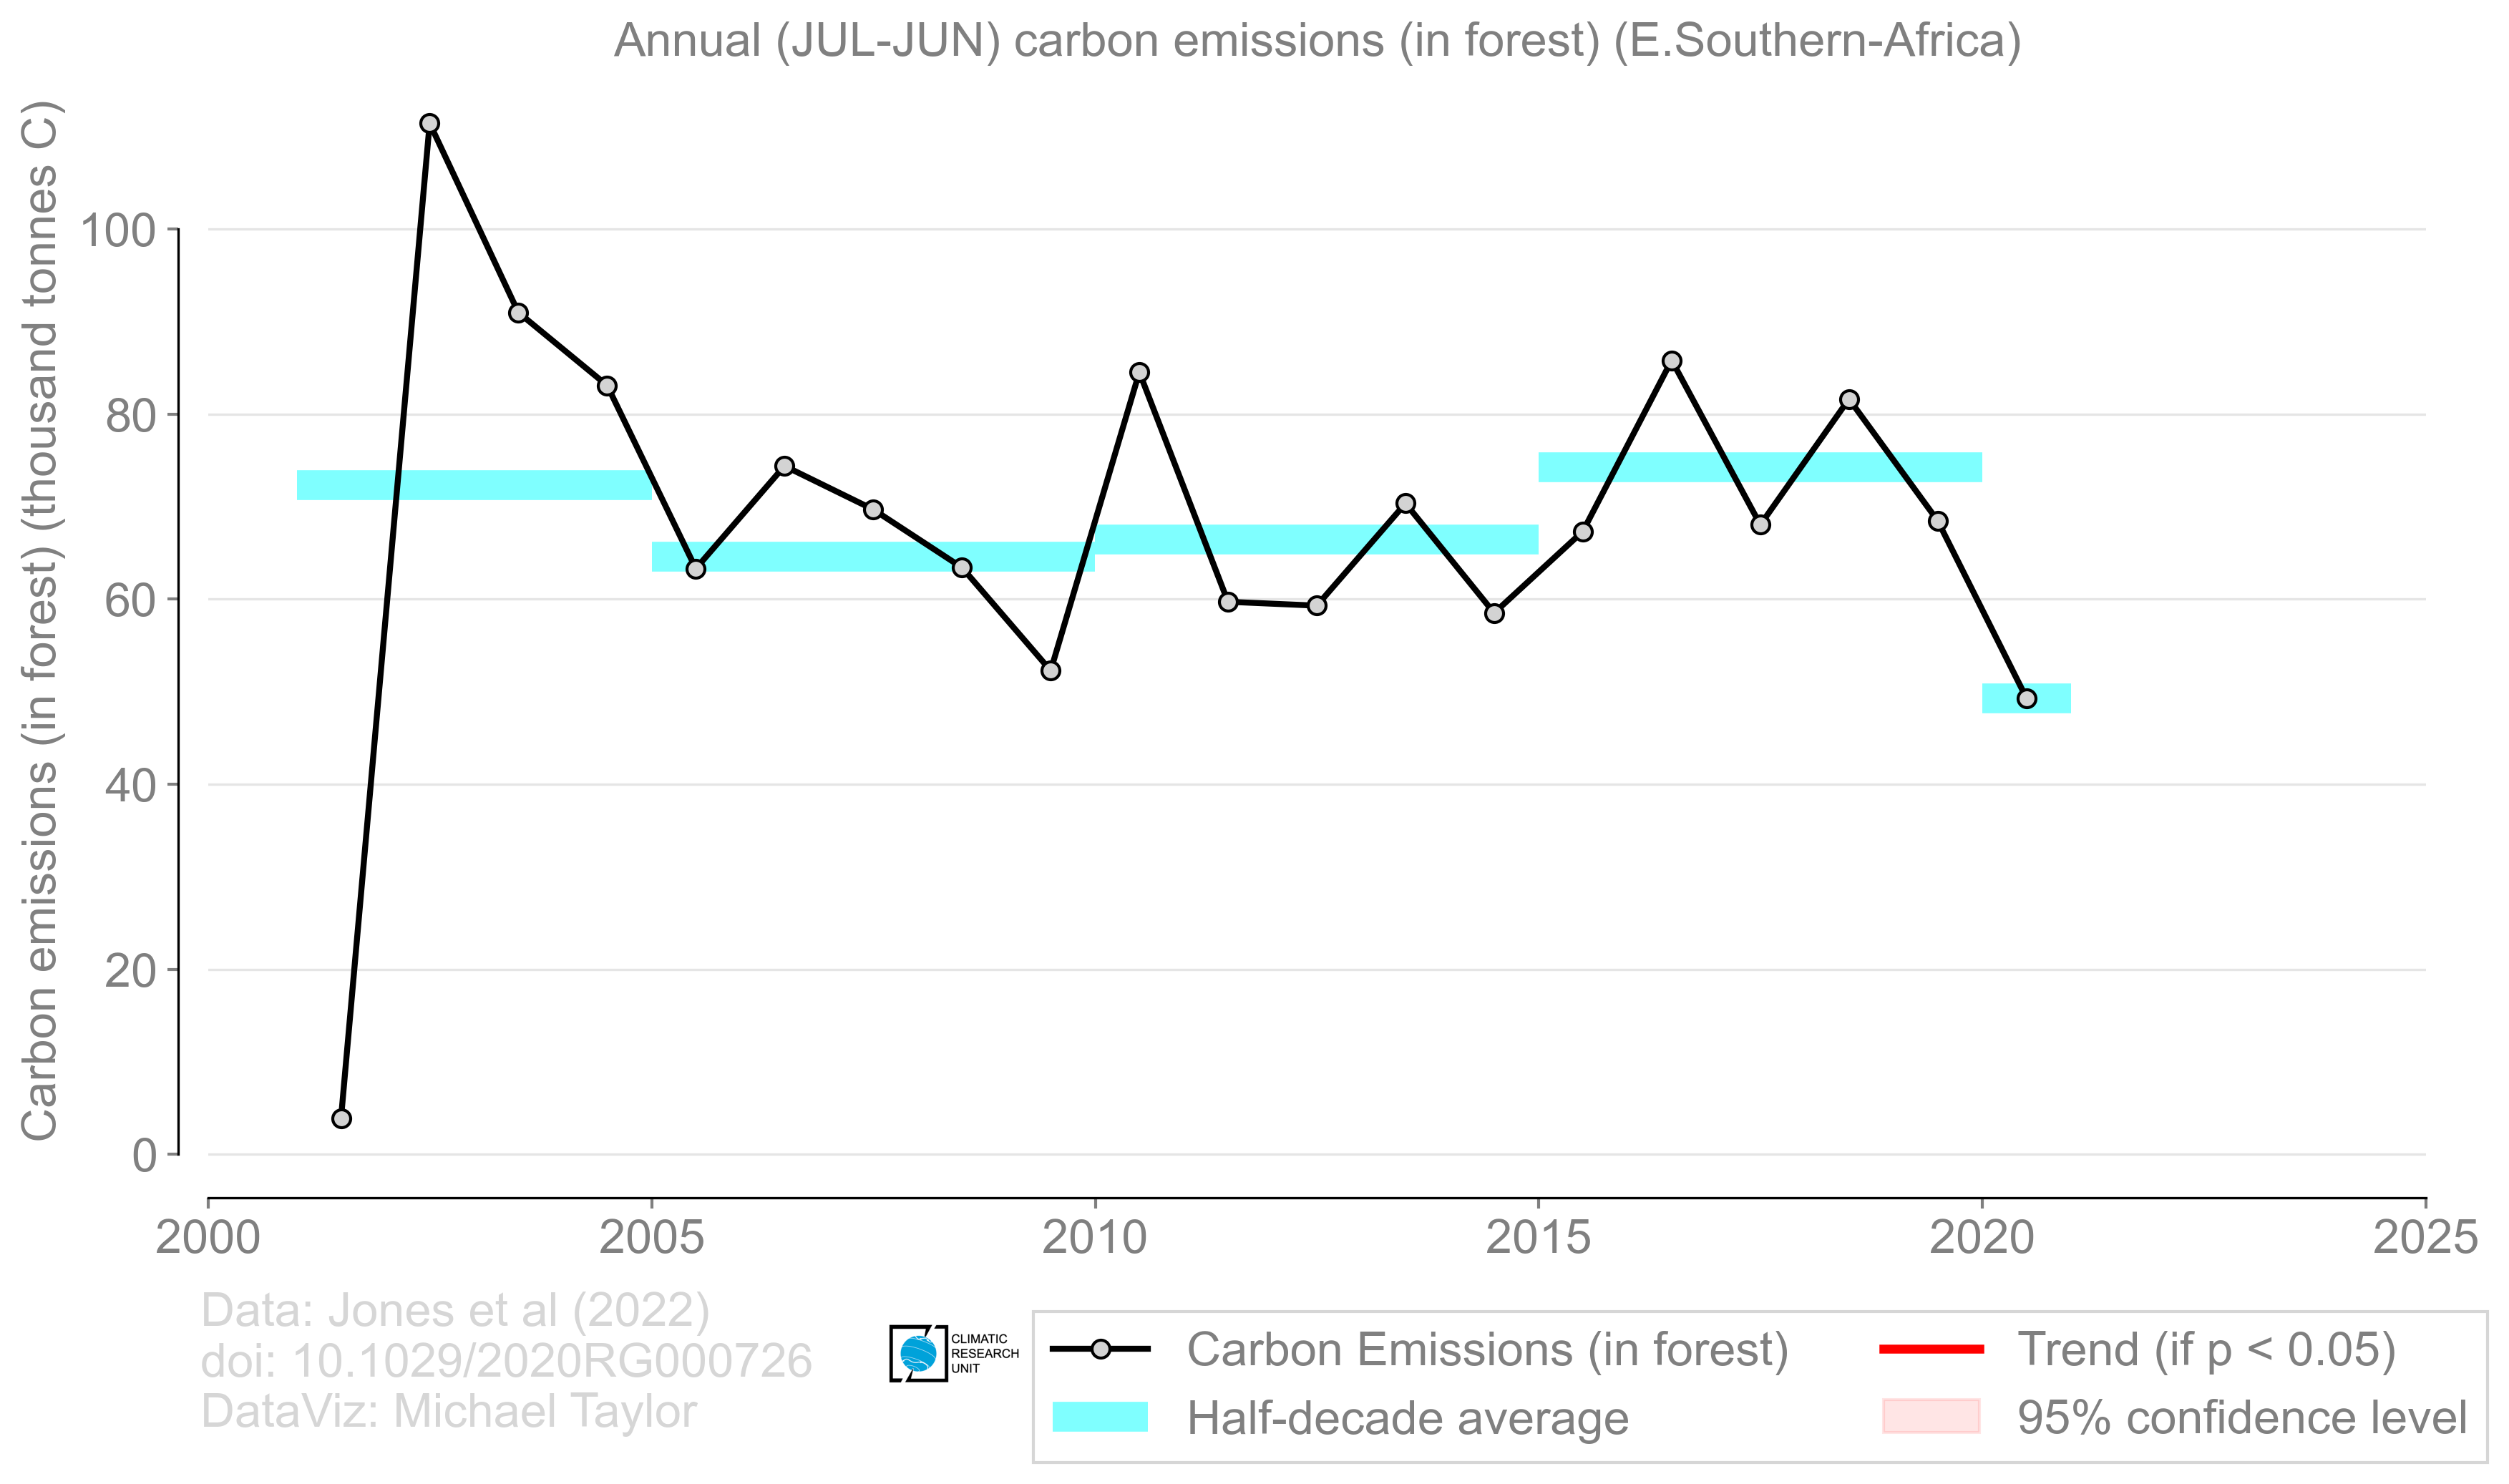 Annual (JUL-JUN) carbon emissions (in forest) (E.Southern-Africa)
Carbon emissions (in forest) (thousand tonnes C)
100
80
60
40
20
0
2000 2005 2010 2015 2020 2025
Data: Jones et al (2022)
doi: 10.1029/2020RG000726
DataViz: Michael Taylor
CLIMATIC
RESEARCH
UNIT
Carbon Emissions (in forest)
Half-decade average
Trend (if p < 0.05)
95% confidence level